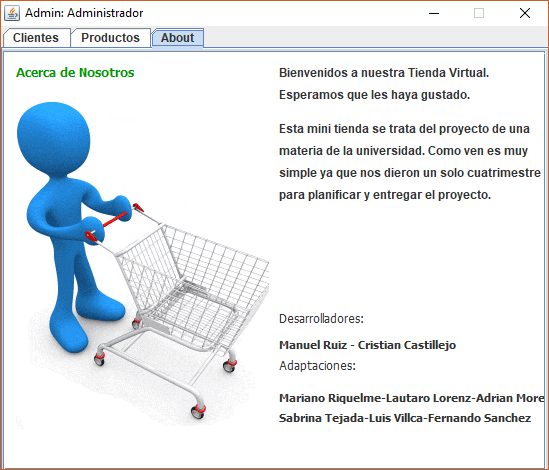 Admin: Administrador
Clientes Productos About
Acerca de Nosotros
Bienvenidos a nuestra Tienda Virtual.
Esperamos que les haya gustado.
Esta mini tienda se trata del proyecto de una
materia de la universidad. Como ven es muy
simple ya que nos dieron un solo cuatrimestre
para planificar y entregar el proyecto.
Desarrolladores:
Manuel Ruiz - Cristian Castillejo
Adaptaciones:
Mariano Riquelme-Lautaro Lorenz-Adrian More
Sabrina Tejada-Luis Villca-Fernando Sanchez